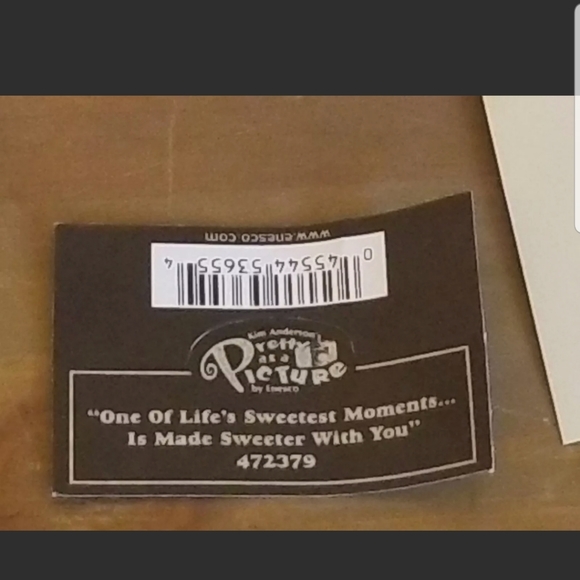 www.enesco.com
0 45544 53655 4
Kim Anderson's
Pretty
as a
Picture
by Enesco
“One Of Life's Sweetest Moments...
Is Made Sweeter With You”
472379